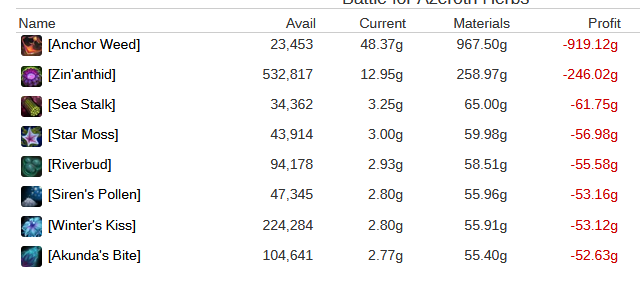 Battle for Azeroth Herbs
Name Avail Current Materials Profit
[Anchor Weed] 23,453 48.37g 967.50g -919.12g
[Zin'anthid] 532,817 12.95g 258.97g -246.02g
[Sea Stalk] 34,362 3.25g 65.00g -61.75g
[Star Moss] 43,914 3.00g 59.98g -56.98g
[Riverbud] 94,178 2.93g 58.51g -55.58g
[Siren's Pollen] 47,345 2.80g 55.96g -53.16g
[Winter's Kiss] 224,284 2.80g 55.91g -53.12g
[Akunda's Bite] 104,641 2.77g 55.40g -52.63g